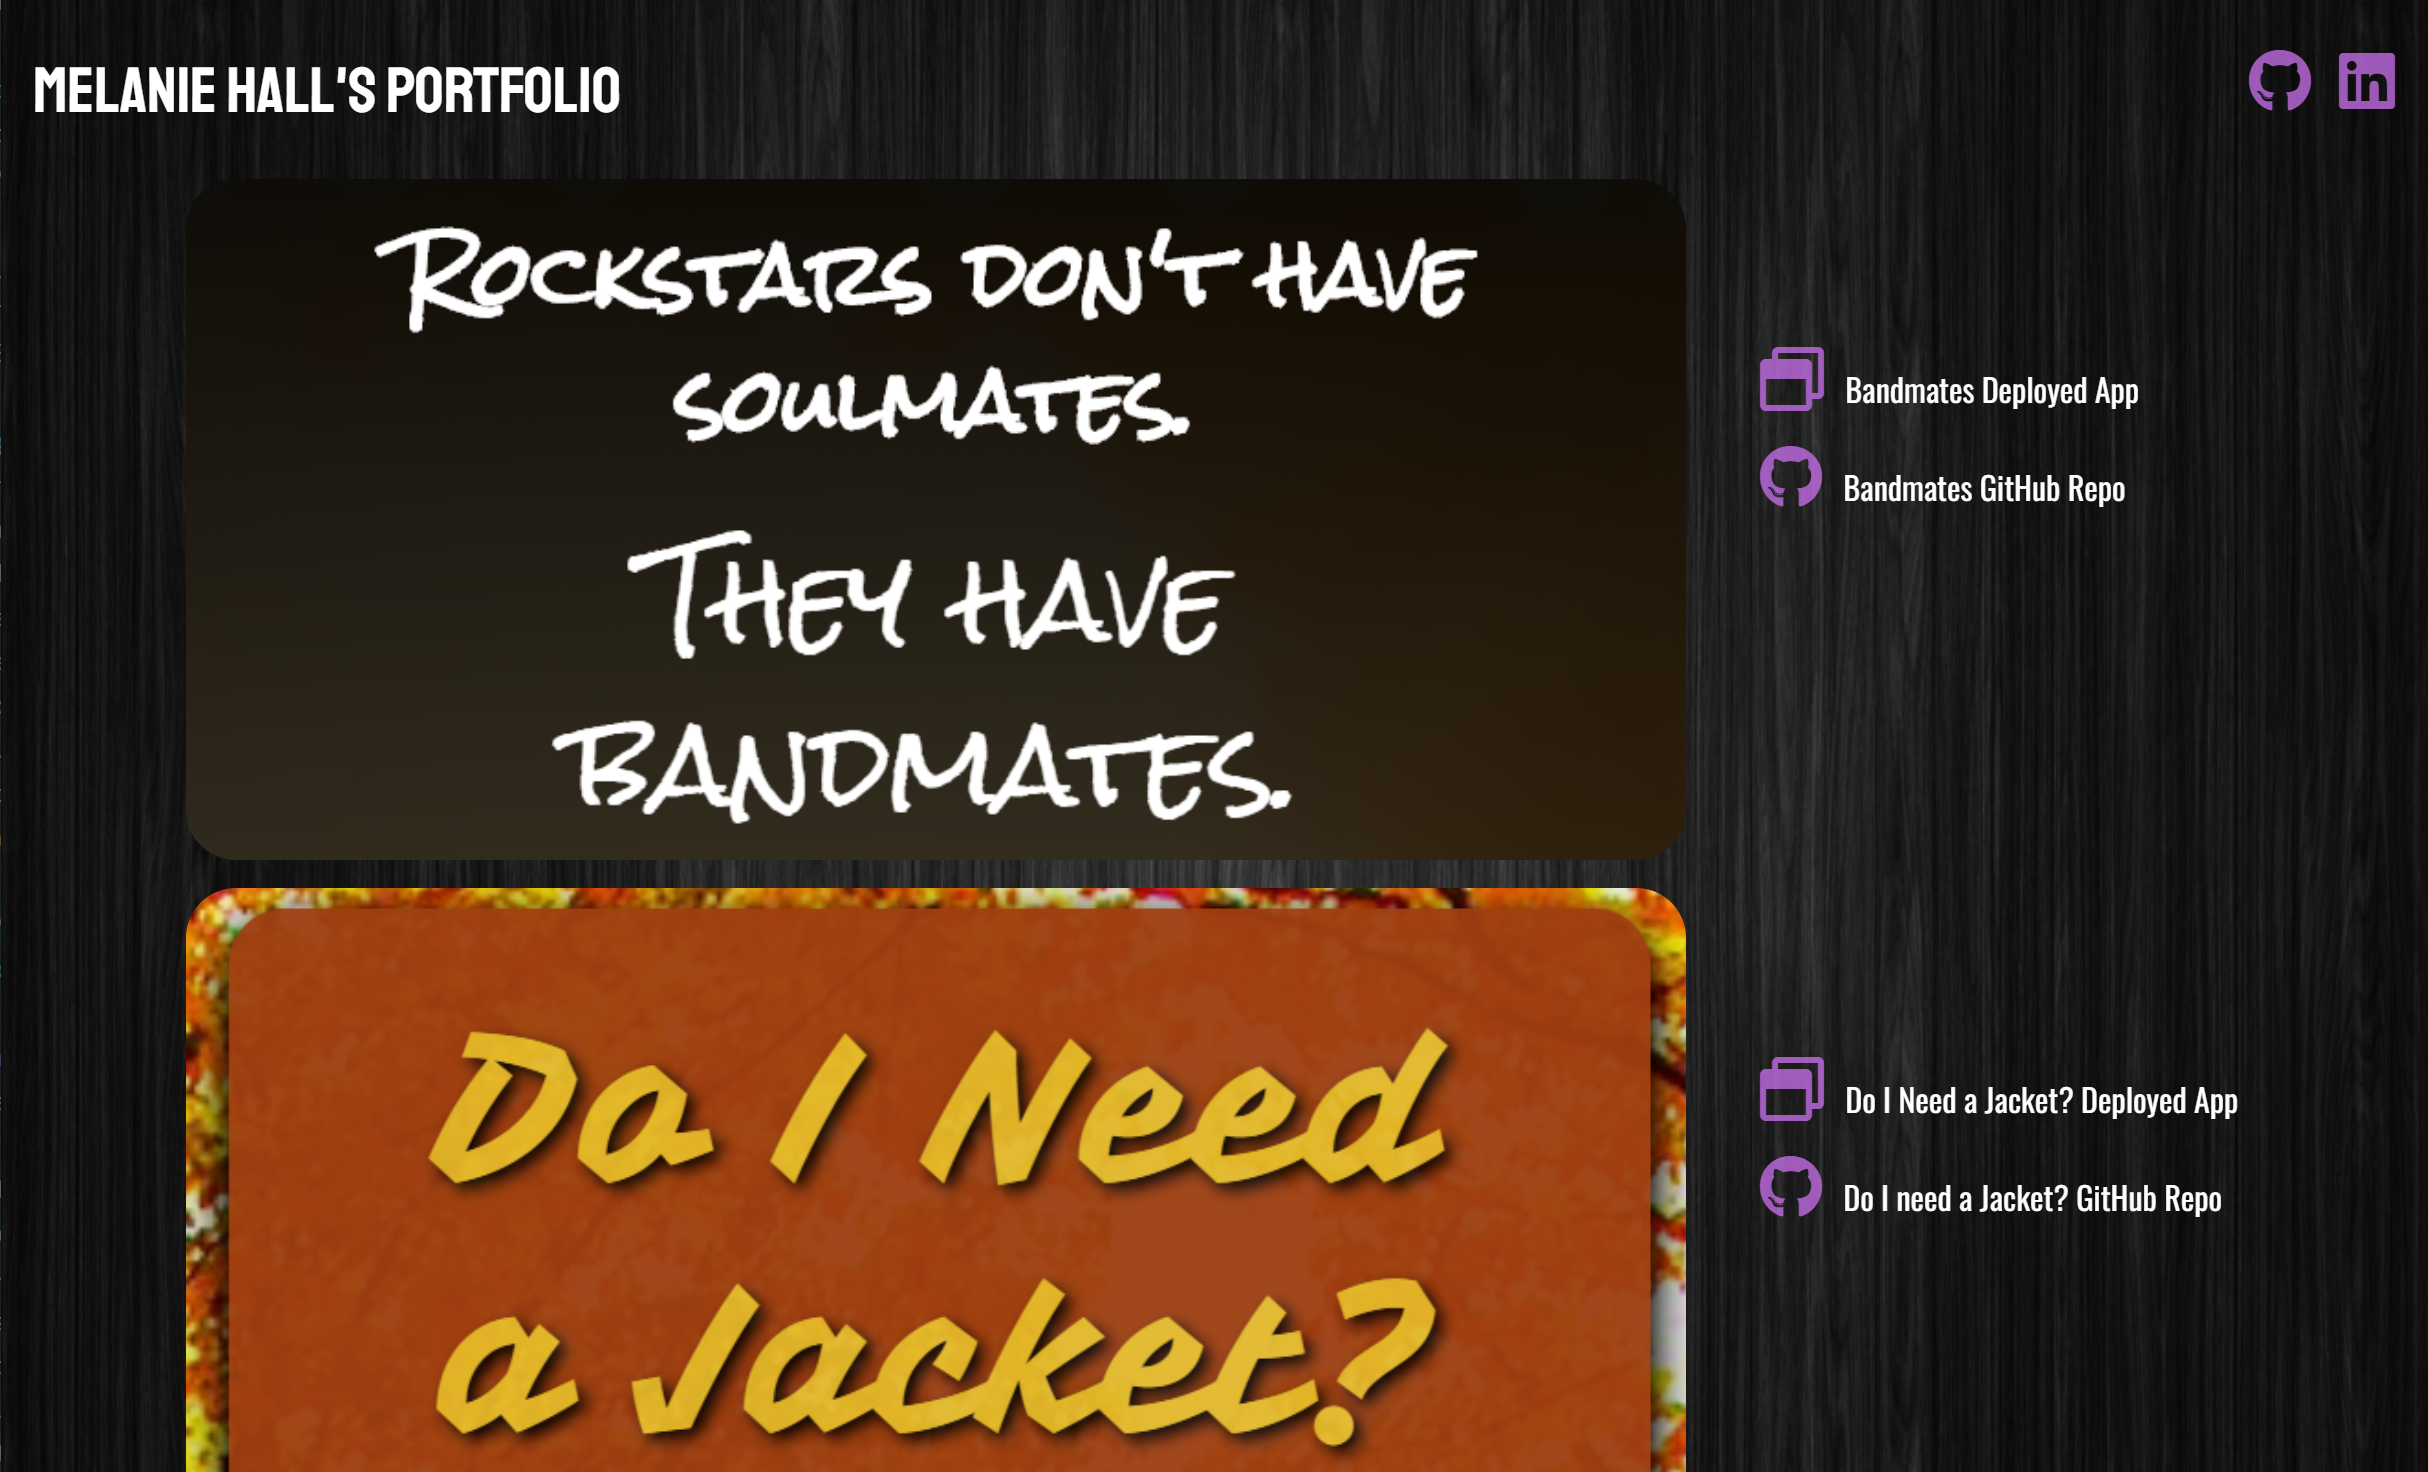 MELANIE HALL'S PORTFOLIO
in
Rockstars don't have
soulmates.
They have
bandmates.
Bandmates Deployed App
Bandmates GitHub Repo
Do I Need
a Jacket?
Do I Need a Jacket? Deployed App
Do I need a Jacket? GitHub Repo